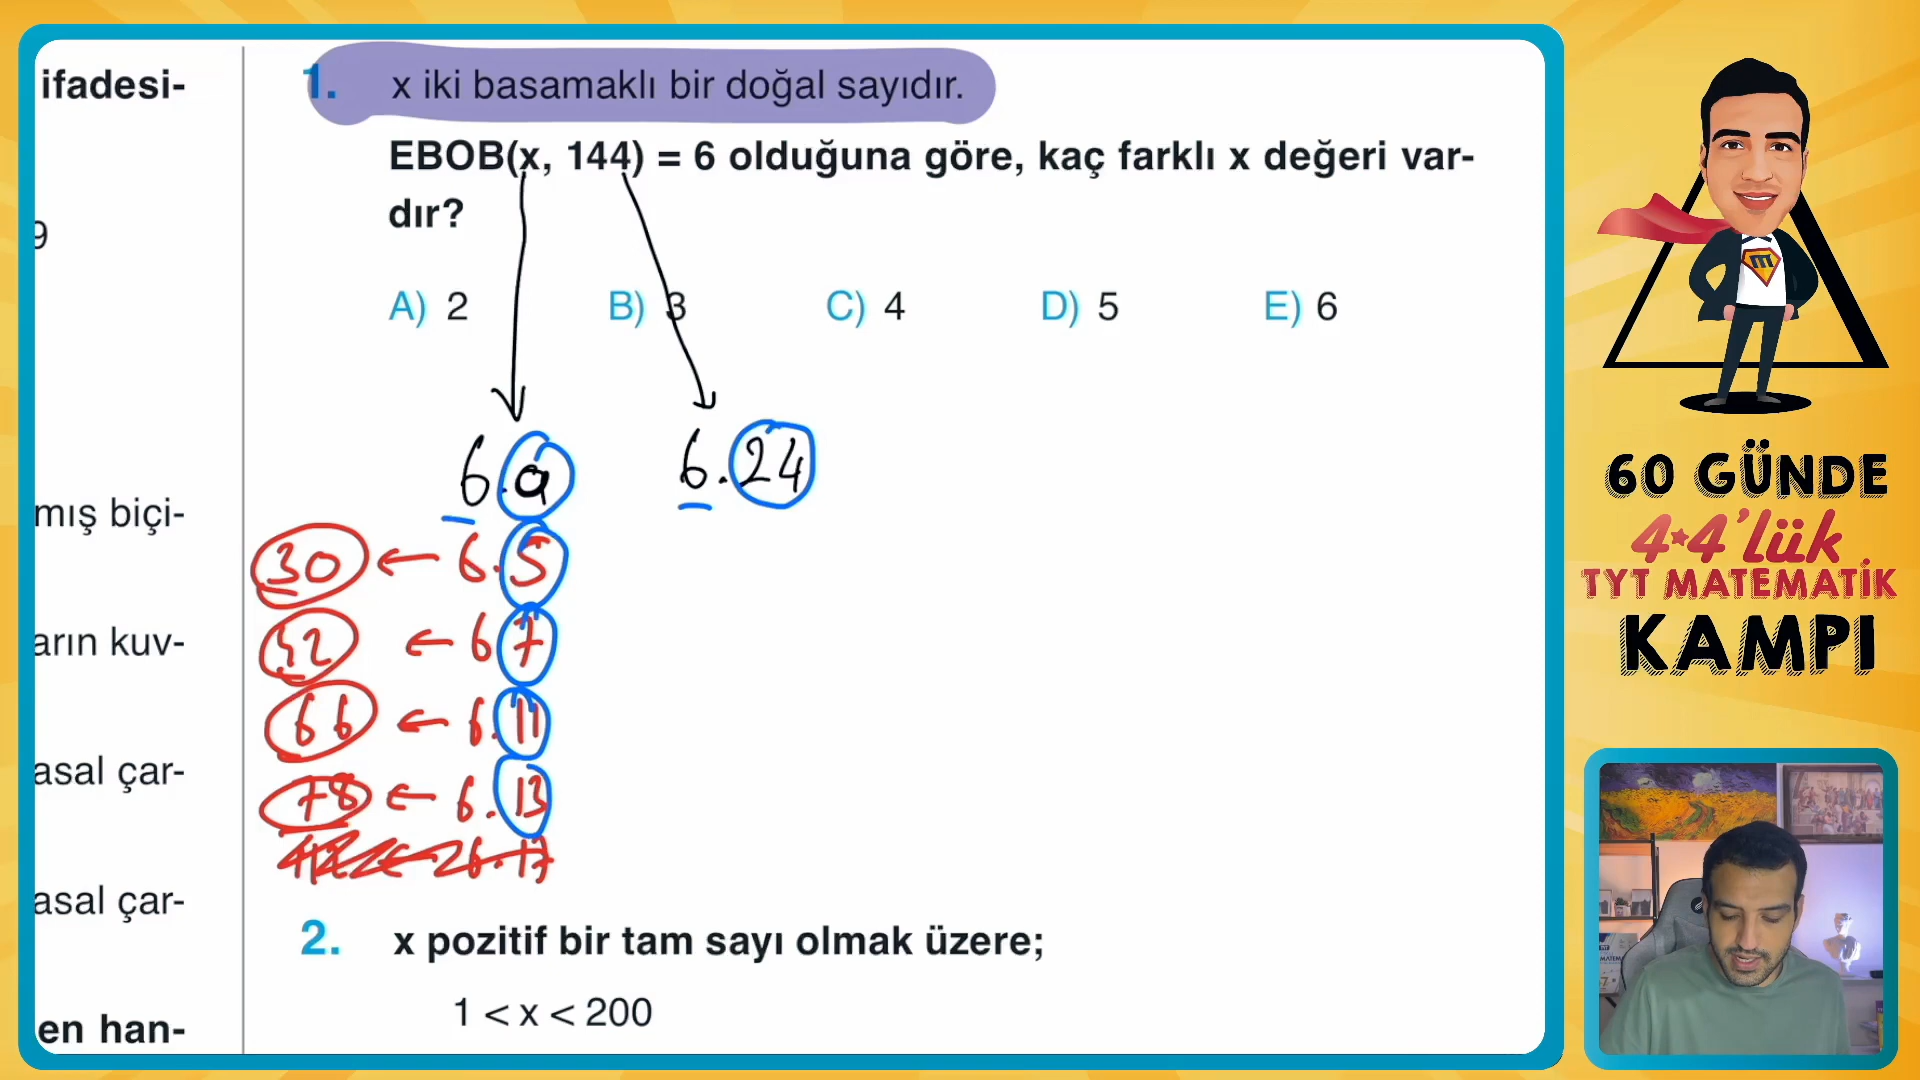 ifadesi-
9
mış biçi-
arın kuv-
asal çar-
asal çar-
en han-
1. x iki basamaklı bir doğal sayıdır.
EBOB(x, 144) = 6 olduğuna göre, kaç farklı x değeri var-
dır?
A) 2 B) 3 C) 4 D) 5 E) 6
6.a 6.24
30 ← 6.5
42 ← 6 7
66 ← 6.11
78 ← 6.13
2. x pozitif bir tam sayı olmak üzere;
1 < x < 200
m
60 GÜNDE
4★4'lük
TYT MATEMATİK
KAMPI